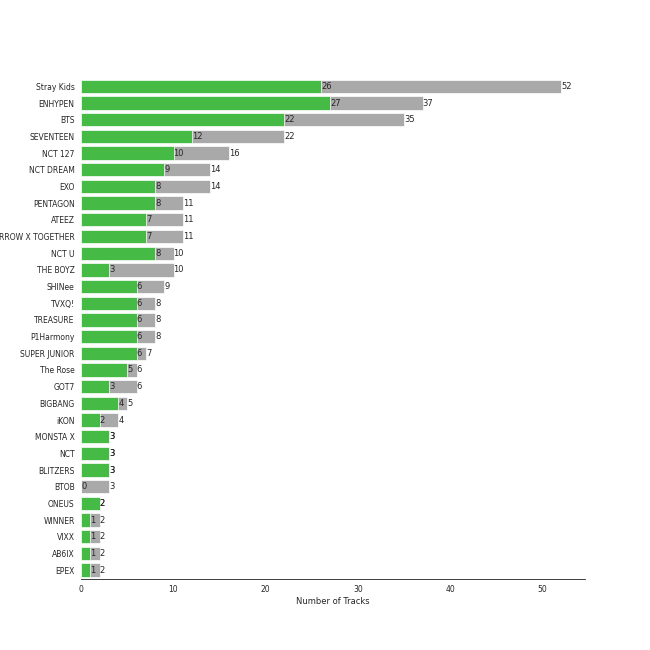 Stray Kids 26 52
ENHYPEN 27 37
BTS 22 35
SEVENTEEN 12 22
NCT 127 10 16
NCT DREAM 9 14
EXO 8 14
PENTAGON 8 11
ATEEZ 7 11
RROW X TOGETHER 7 11
NCT U 8 10
THE BOYZ 3 10
SHINee 6 9
TVXQ! 6 8
TREASURE 6 8
P1Harmony 6 8
SUPER JUNIOR 6 7
The Rose 5 6
GOT7 3 6
BIGBANG 4 5
iKON 2 4
MONSTA X 3
NCT 3
BLITZERS 3
BTOB 0 3
ONEUS 2
WINNER 1 2
VIXX 1 2
AB6IX 1 2
EPEX 1 2
0 10 20 30 40 50
Number of Tracks